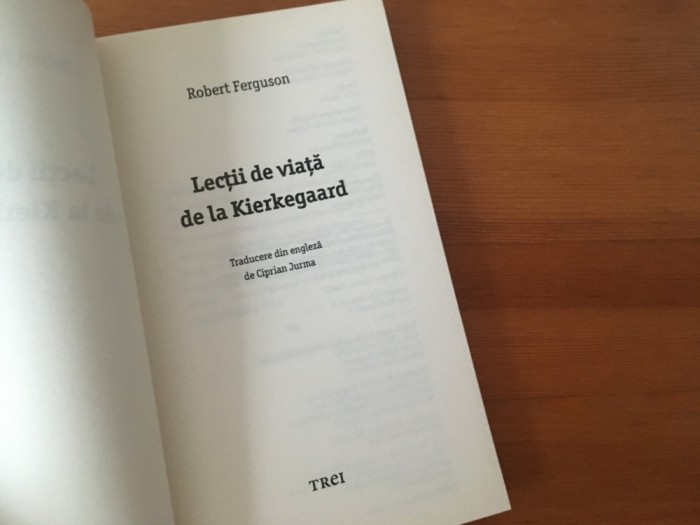 Robert Ferguson
Lecții de viață
de la Kierkegaard
Traducere din engleză
de Ciprian Jurma
TREI